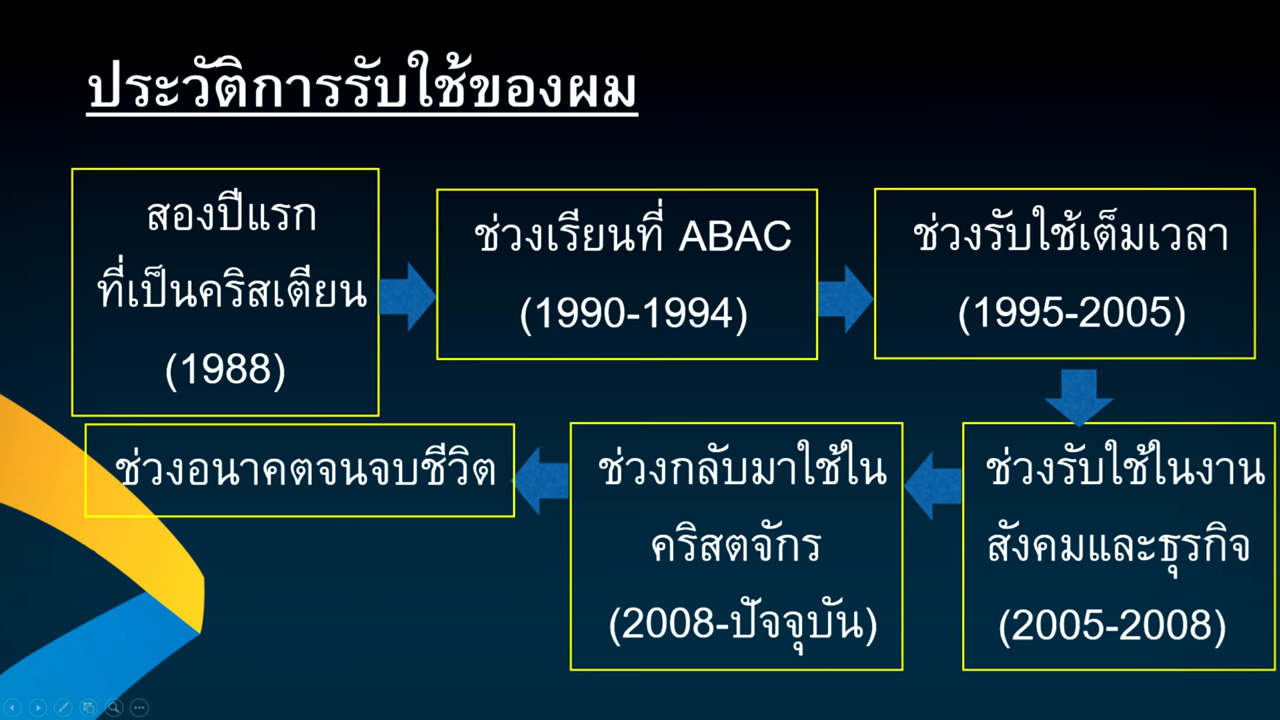 ประวัติการรับใช้ของผม
สองปีแรก
ที่เป็นคริสเตียน
(1988)
ช่วงเรียนที่ ABAC
(1990-1994)
ช่วงรับใช้เต็มเวลา
(1995-2005)
ช่วงรับใช้ในงาน
สังคมและธุรกิจ
(2005-2008)
ช่วงกลับมาใช้ใน
คริสตจักร
(2008-ปัจจุบัน)
ช่วงอนาคตจนจบชีวิต